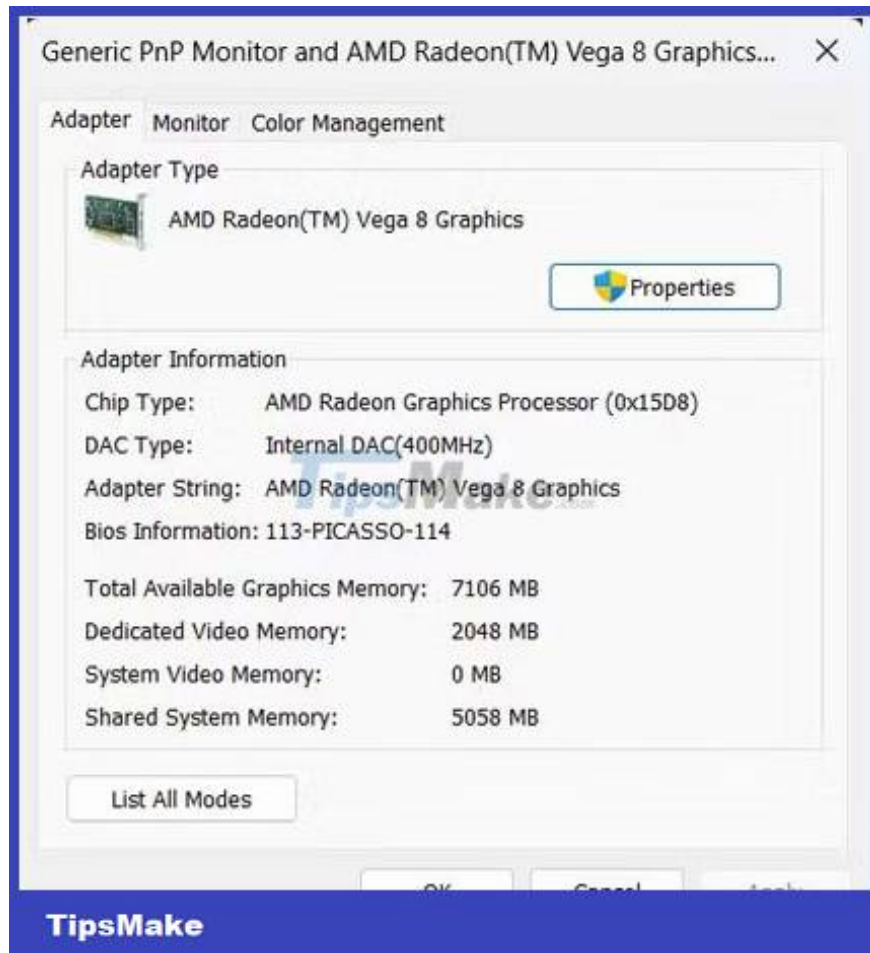 Generic PnP Monitor and AMD Radeon(TM) Vega 8 Graphics...
Adapter Monitor Color Management
Adapter Type
AMD Radeon(TM) Vega 8 Graphics
Properties
Adapter Information
Chip Type: AMD Radeon Graphics Processor (0x15D8)
DAC Type: Internal DAC(400MHz)
TipsMake.com
Adapter String: AMD Radeon(TM) Vega 8 Graphics
Bios Information: 113-PICASSO-114
Total Available Graphics Memory: 7106 MB
Dedicated Video Memory: 2048 MB
System Video Memory: 0 MB
Shared System Memory: 5058 MB
List All Modes
OK Cancel Apply
TipsMake